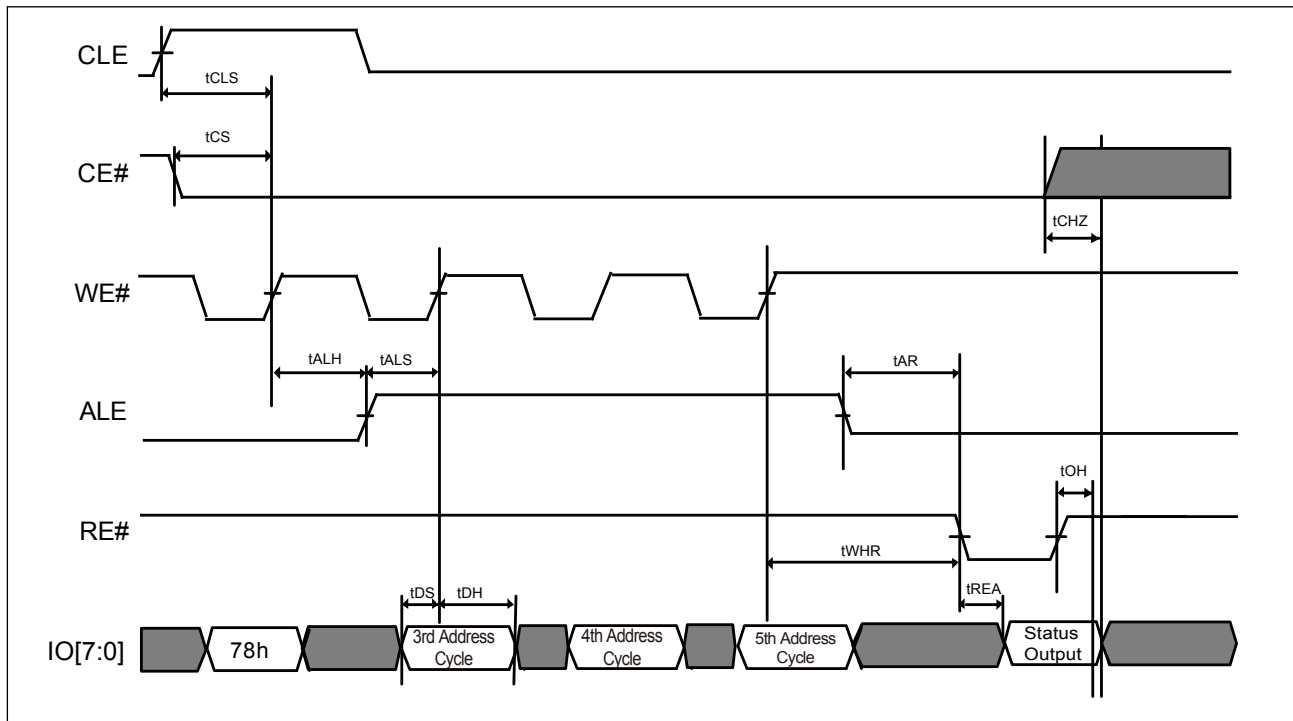 CLE
tCLS
tCS
CE#
tCHZ
WE#
tALH
tALS
tAR
ALE
tOH
RE#
tWHR
tDS
tDH
tREA
IO[7:0]
78h
3rd Address
Cycle
4th Address
Cycle
5th Address
Cycle
Status
Output